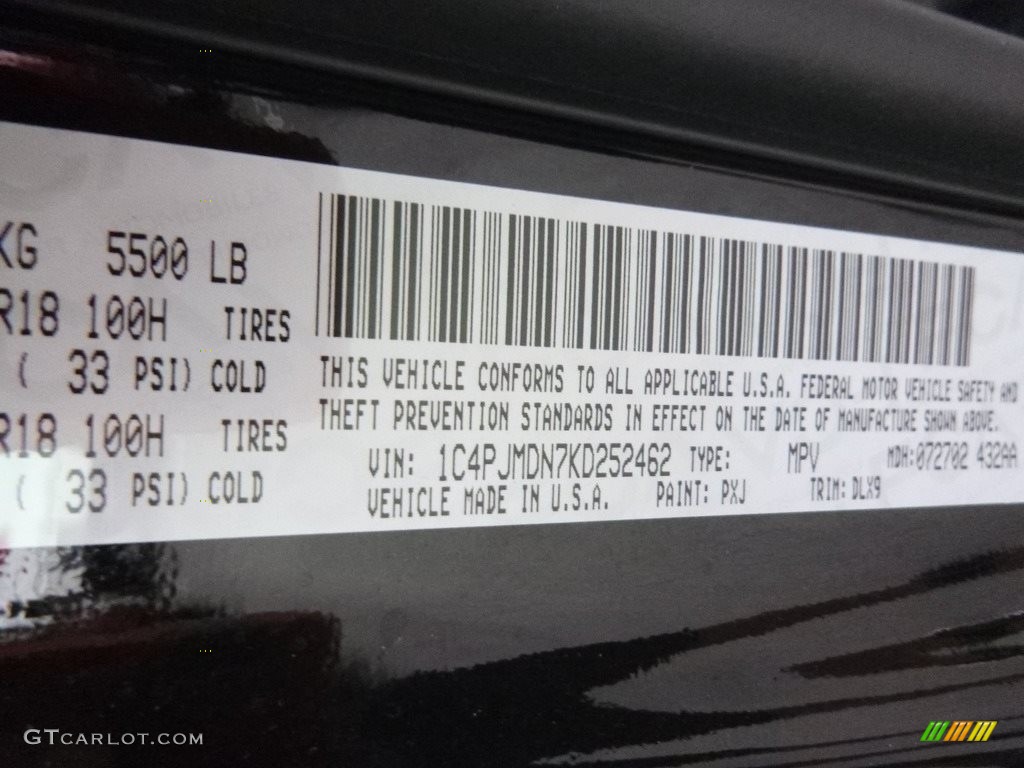 KG 5500 LB
R18 100H TIRES
( 33 PSI) COLD
R18 100H TIRES
( 33 PSI) COLD
THIS VEHICLE CONFORMS TO ALL APPLICABLE U.S.A. FEDERAL MOTOR VEHICLE SAFETY AND
THEFT PREVENTION STANDARDS IN EFFECT ON THE DATE OF MANUFACTURE SHOWN ABOVE.
VIN: 1C4PJMDN7KD252462 TYPE: MPV MDH: 072702 432AA
VEHICLE MADE IN U.S.A. PAINT: PXJ TRIM: DLX9
GTCARLOT.COM